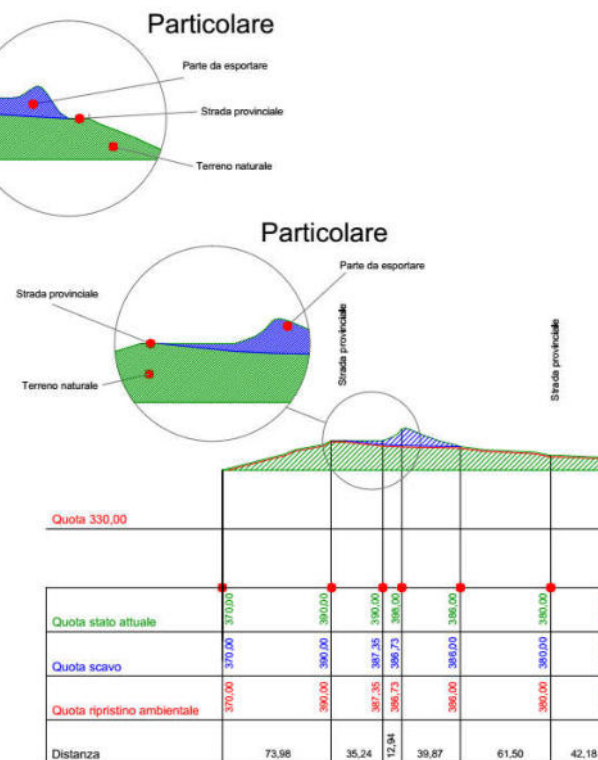 Particolare
Parte da esportare
Strada provinciale
Terreno naturale
Particolare
Parte da esportare
Strada provinciale
Terreno naturale
Strada provinciale
Strada provinciale
Quota 330,00
Quota stato attuale 370,00 390,00 390,00 398,00 386,00 380,00
Quota scavo 370,00 390,00 387,35 386,73 386,00 380,00
Quota ripristino ambientale 370,00 390,00 387,35 386,73 386,00 380,00
Distanza 73,98 35,24 12,94 39,87 61,50 42,18